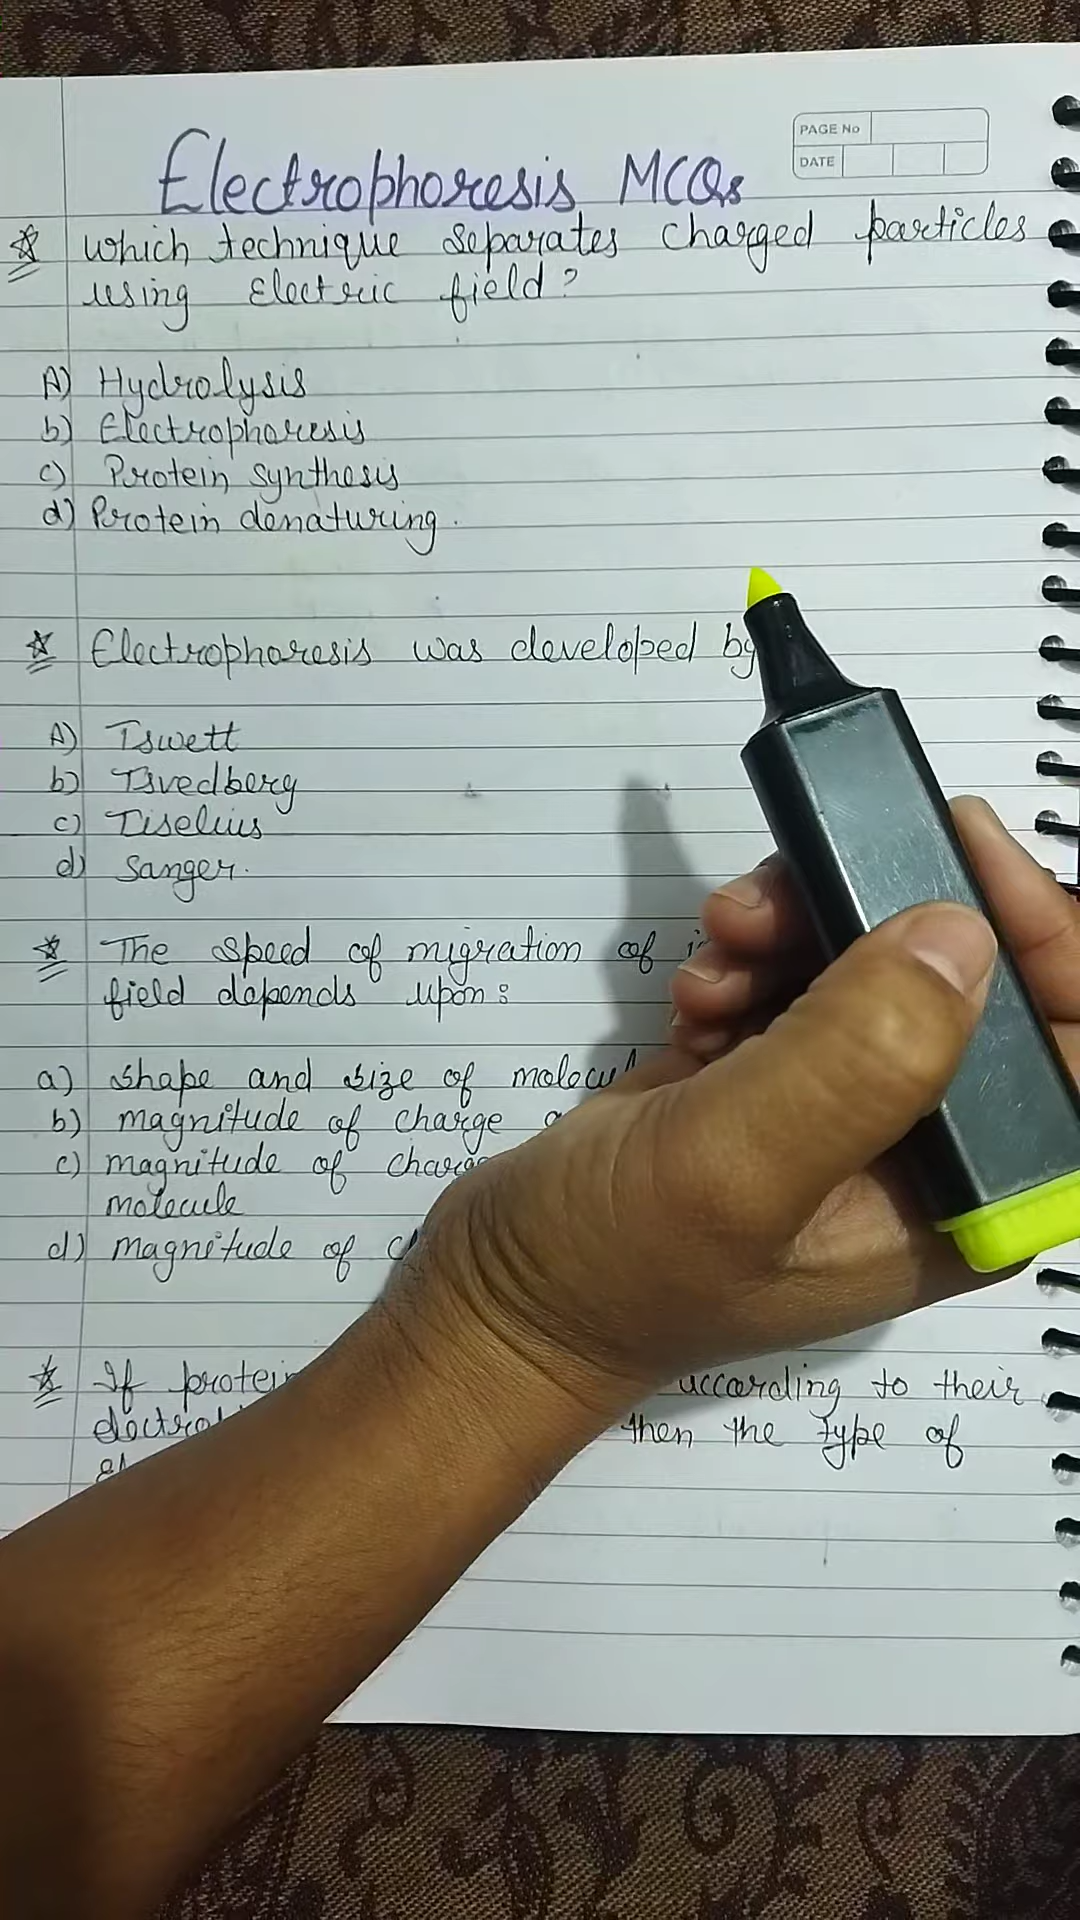 PAGE No
DATE
Electrophoresis MCQs
which technique separates charged particles
using Electric field?
A) Hydrolysis
b) Electrophoresis
c) Protein synthesis
d) Protein denaturing.
Electrophoresis was developed by
A) Tswett
b) Tsvedberg
c) Tiselius
d) Sanger.
The speed of migration of
field depends upon:
a) shape and size of
b) magnitude of charge
c) magnitude of
molecule
d) magnitude of
If according to their
then the type of